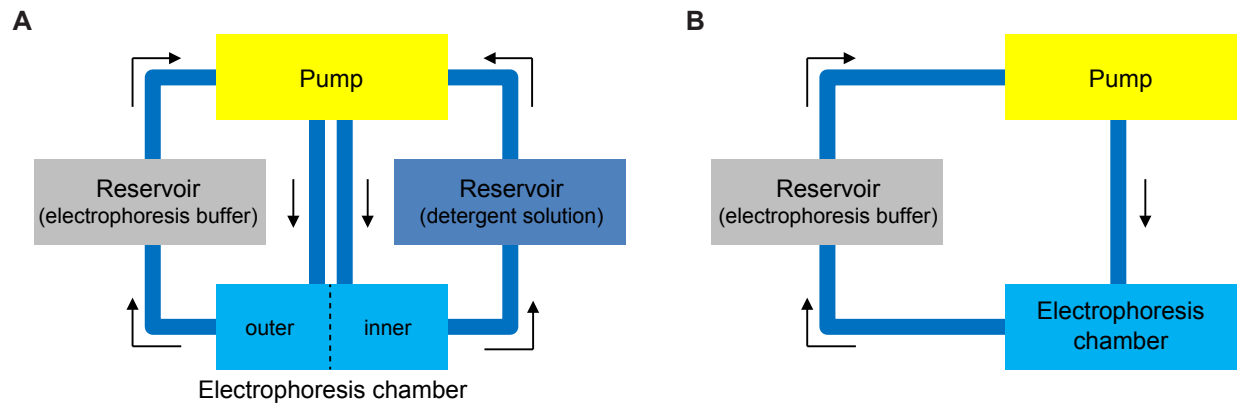 A
Pump
Reservoir
(electrophoresis buffer)
Reservoir
(detergent solution)
outer
inner
Electrophoresis chamber
B
Pump
Reservoir
(electrophoresis buffer)
Electrophoresis
chamber